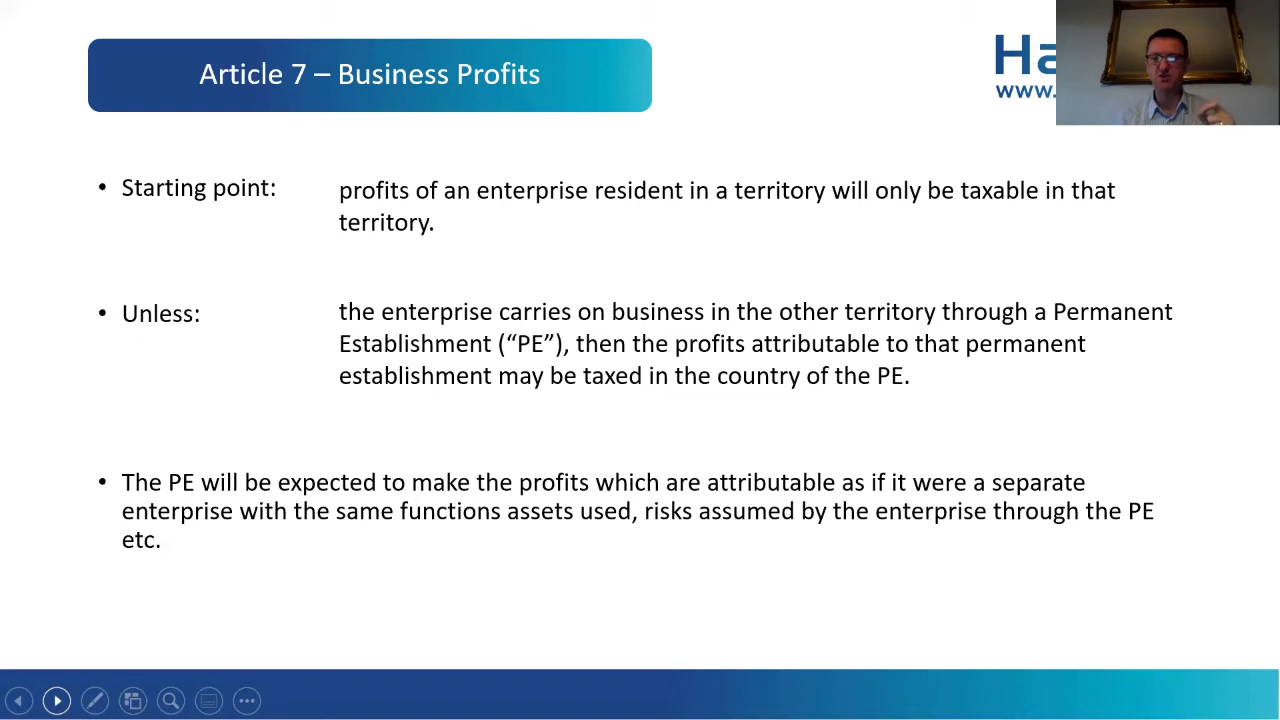 Article 7 – Business Profits
Ha
www.
• Starting point:
profits of an enterprise resident in a territory will only be taxable in that
territory.
• Unless:
the enterprise carries on business in the other territory through a Permanent
Establishment (“PE”), then the profits attributable to that permanent
establishment may be taxed in the country of the PE.
• The PE will be expected to make the profits which are attributable as if it were a separate
enterprise with the same functions assets used, risks assumed by the enterprise through the PE
etc.